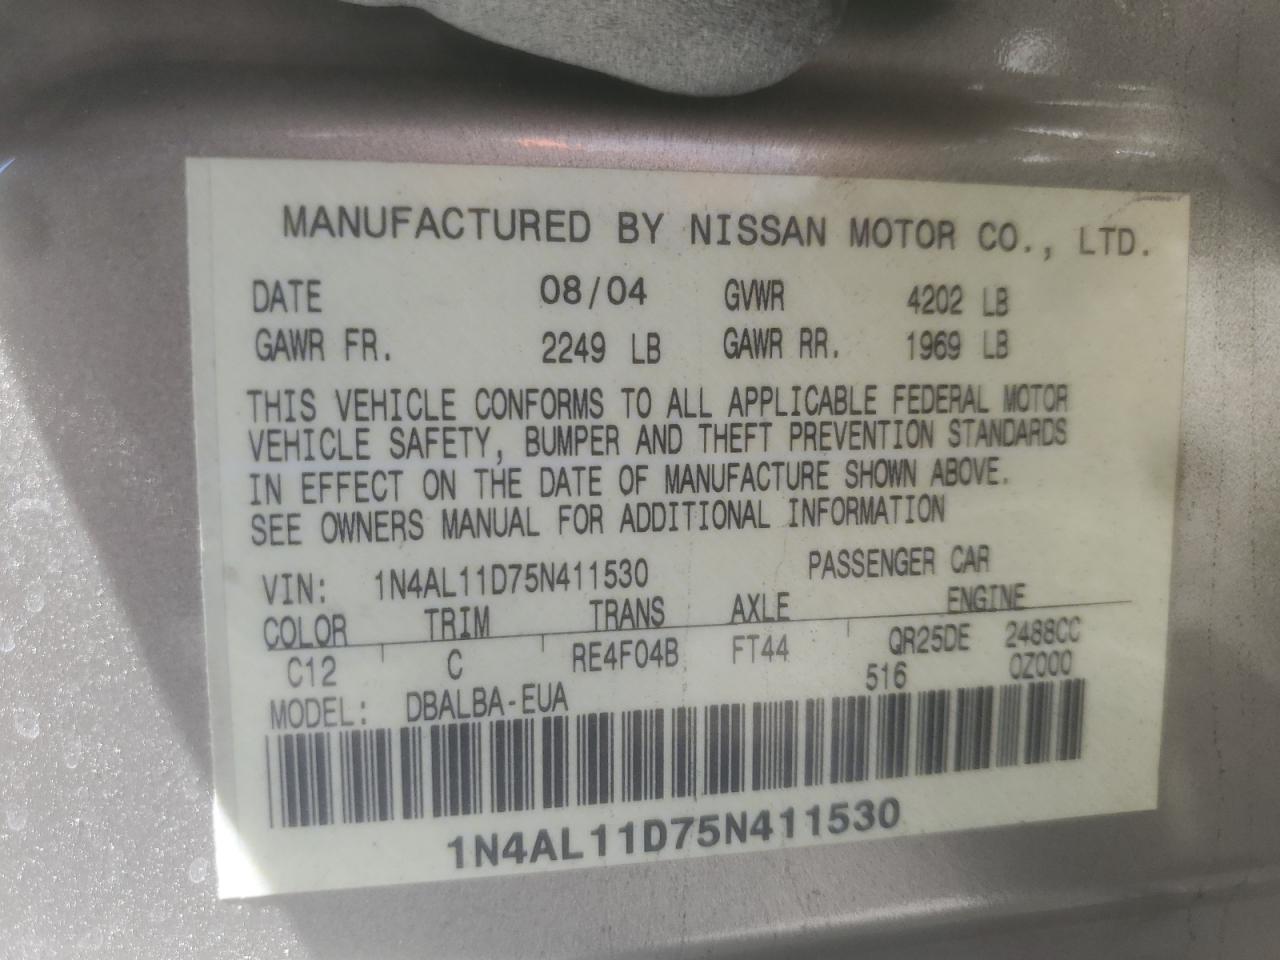 MANUFACTURED BY NISSAN MOTOR CO., LTD.
DATE 08/04 GVWR 4202 LB
GAWR FR. 2249 LB GAWR RR. 1969 LB
THIS VEHICLE CONFORMS TO ALL APPLICABLE FEDERAL MOTOR
VEHICLE SAFETY, BUMPER AND THEFT PREVENTION STANDARDS
IN EFFECT ON THE DATE OF MANUFACTURE SHOWN ABOVE.
SEE OWNERS MANUAL FOR ADDITIONAL INFORMATION
VIN: 1N4AL11D75N411530 PASSENGER CAR
COLOR TRIM TRANS AXLE ENGINE
C12 C RE4F04B FT44 QR25DE 2488CC
MODEL: DBALBA-EUA 516 0Z000
1N4AL11D75N411530